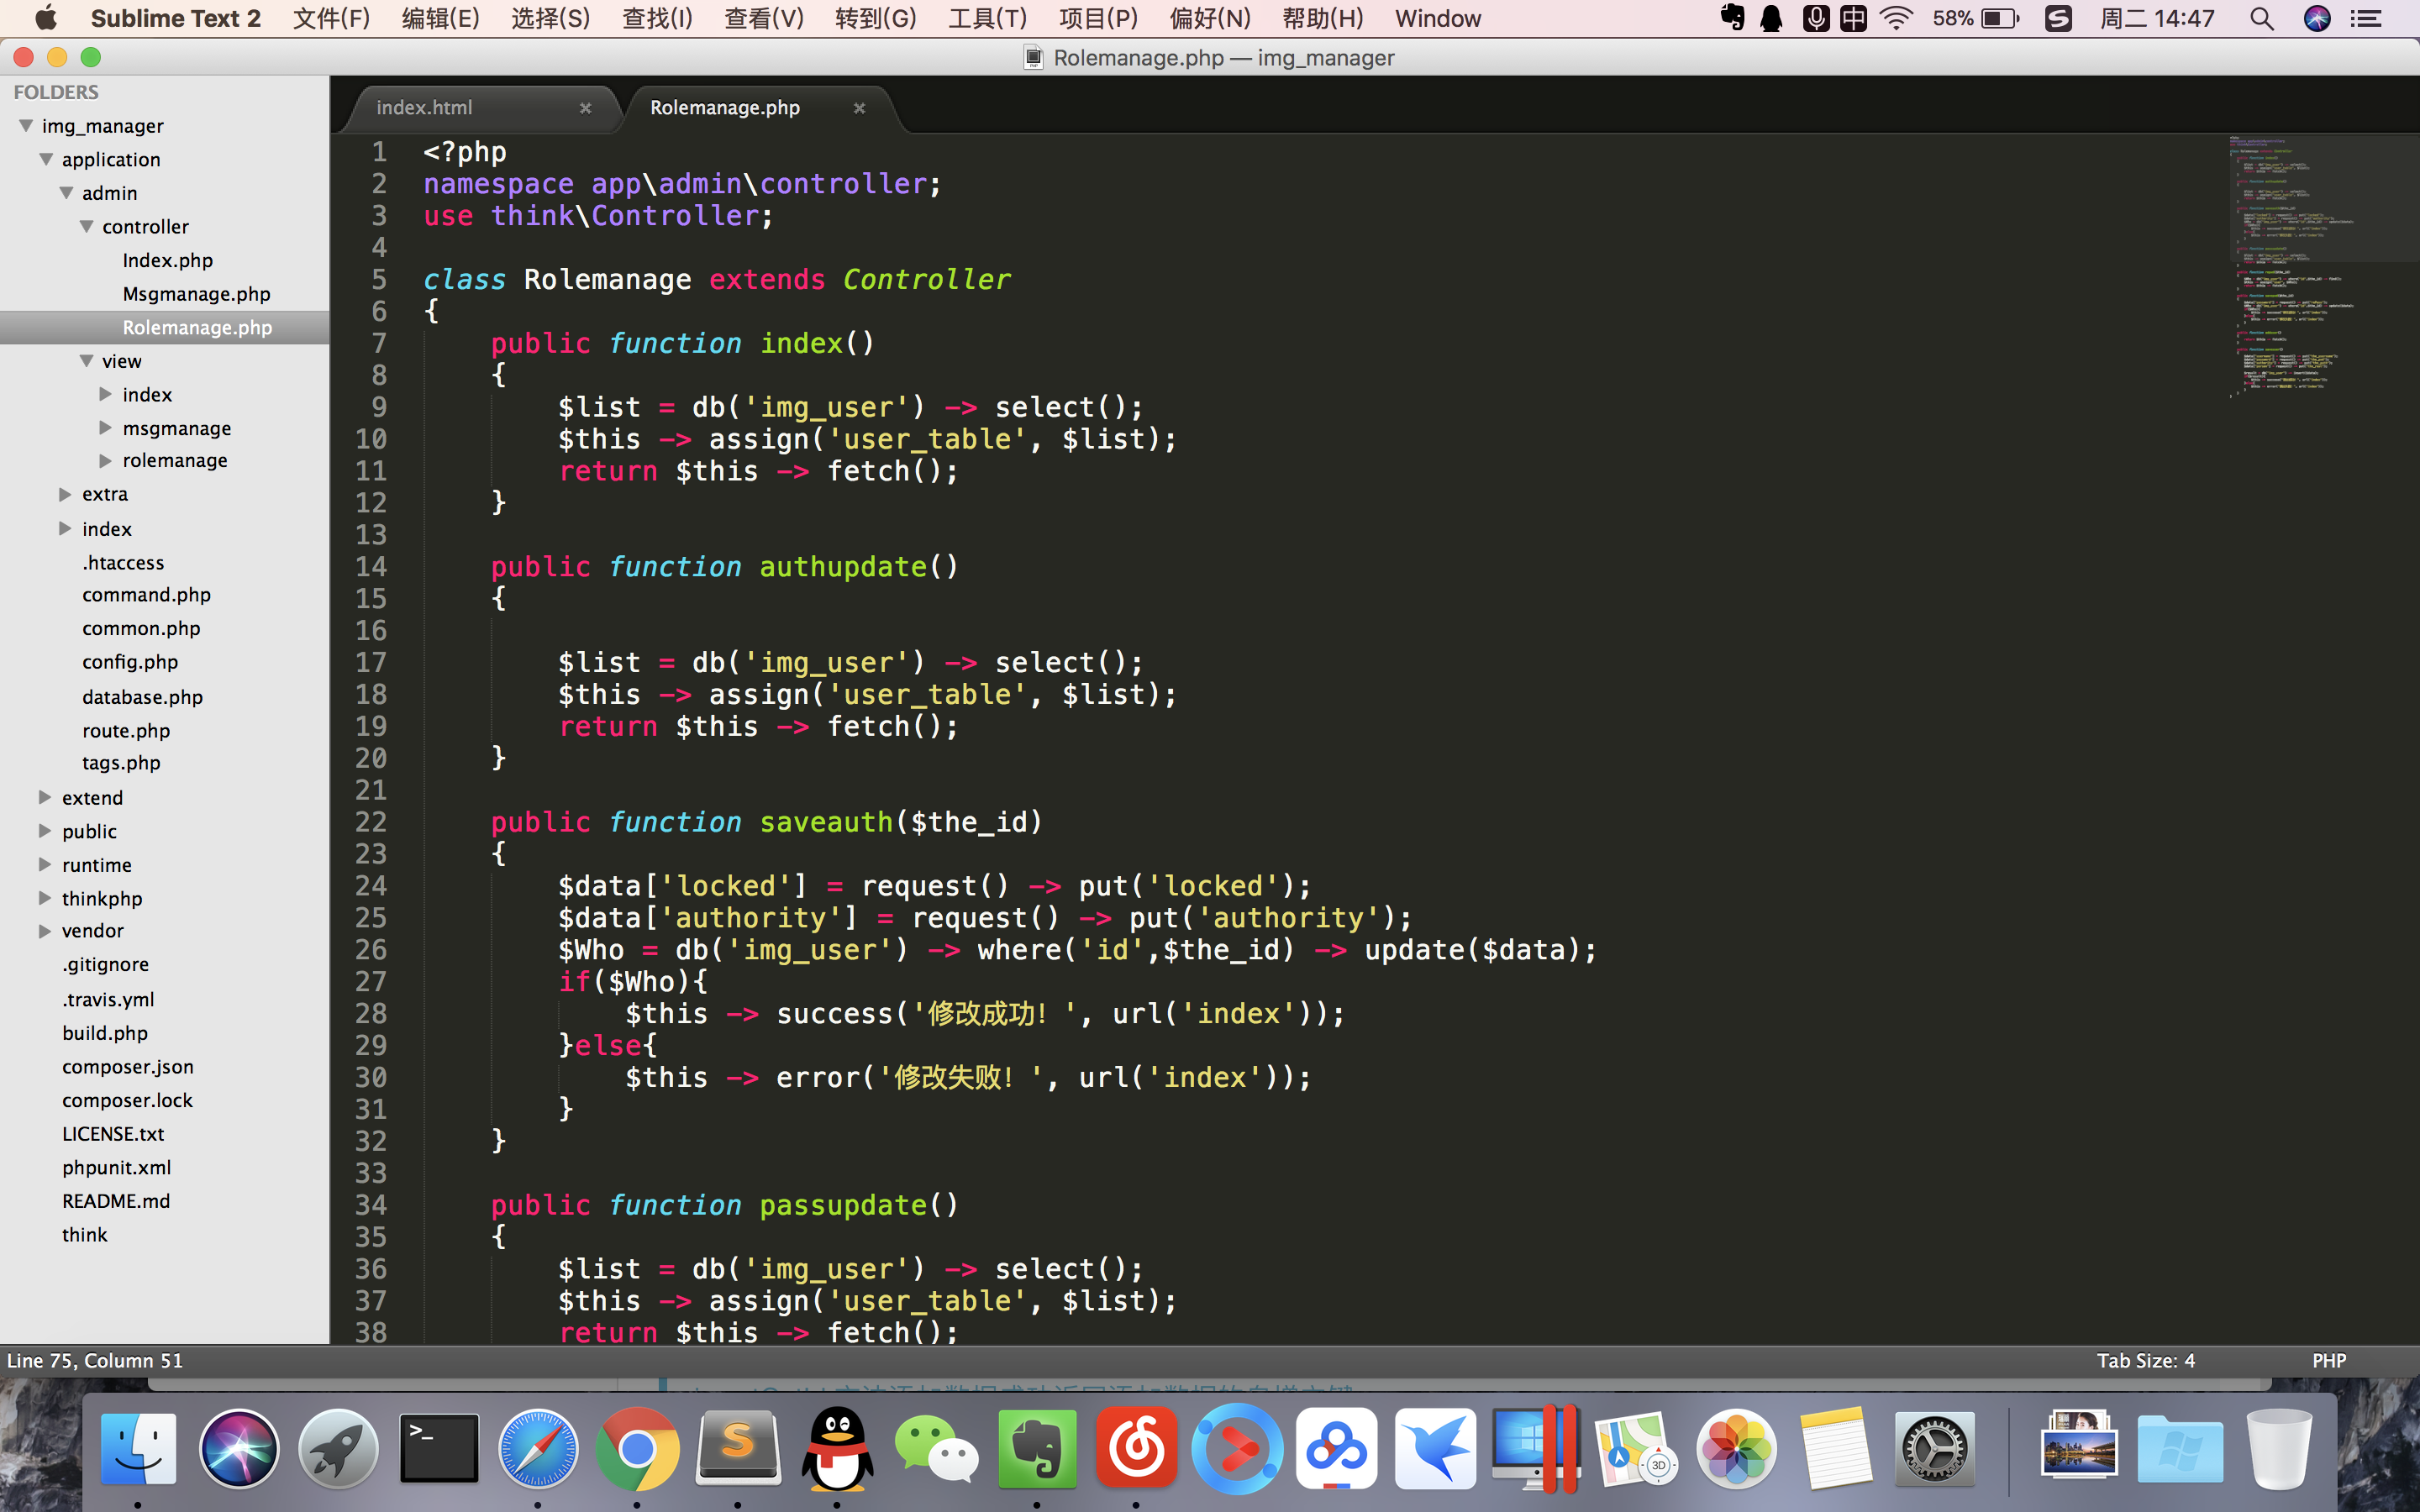 Sublime Text 2 文件(F) 编辑(E) 选择(S) 查找(I) 查看(V) 转到(G) 工具(T) 项目(P) 偏好(N) 帮助(H) Window 中 58% 周二 14:47
Rolemanage.php — img_manager
FOLDERS
img_manager
application
admin
controller
Index.php
Msgmanage.php
Rolemanage.php
view
index
msgmanage
rolemanage
extra
index
.htaccess
command.php
common.php
config.php
database.php
route.php
tags.php
extend
public
runtime
thinkphp
vendor
.gitignore
.travis.yml
build.php
composer.json
composer.lock
LICENSE.txt
phpunit.xml
README.md
think
index.html × Rolemanage.php ×
1 <?php
2 namespace app\admin\controller;
3 use think\Controller;
4
5 class Rolemanage extends Controller
6 {
7     public function index()
8     {
9         $list = db('img_user') -> select();
10         $this -> assign('user_table', $list);
11         return $this -> fetch();
12     }
13
14     public function authupdate()
15     {
16
17         $list = db('img_user') -> select();
18         $this -> assign('user_table', $list);
19         return $this -> fetch();
20     }
21
22     public function saveauth($the_id)
23     {
24         $data['locked'] = request() -> put('locked');
25         $data['authority'] = request() -> put('authority');
26         $Who = db('img_user') -> where('id',$the_id) -> update($data);
27         if($Who){
28             $this -> success('修改成功！', url('index'));
29         }else{
30             $this -> error('修改失败！', url('index'));
31         }
32     }
33
34     public function passupdate()
35     {
36         $list = db('img_user') -> select();
37         $this -> assign('user_table', $list);
38         return $this -> fetch();
Line 75, Column 51 Tab Size: 4 PHP
>_
3D